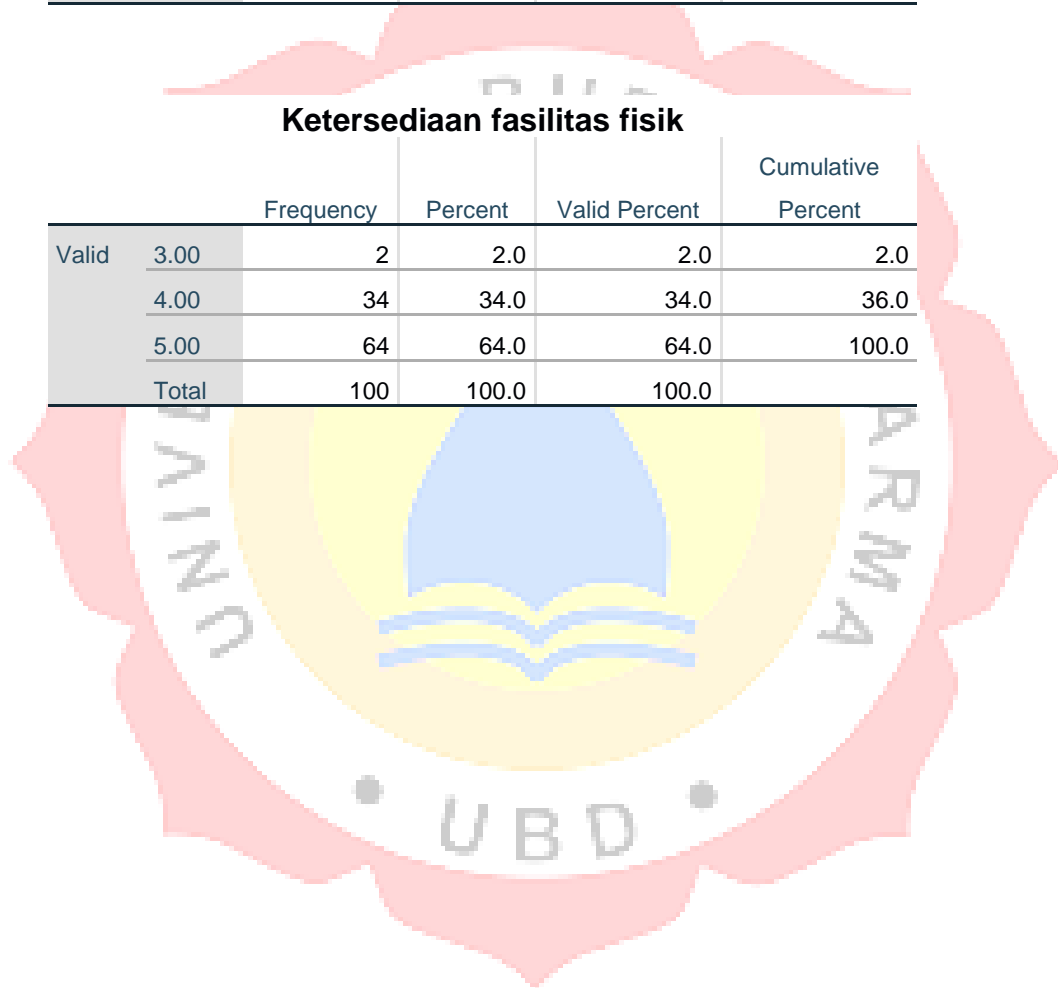 Ketersediaan fasilitas fisik
Frequency Percent Valid Percent Cumulative Percent
Valid 3.00 2 2.0 2.0 2.0
4.00 34 34.0 34.0 36.0
5.00 64 64.0 64.0 100.0
Total 100 100.0 100.0
UBD